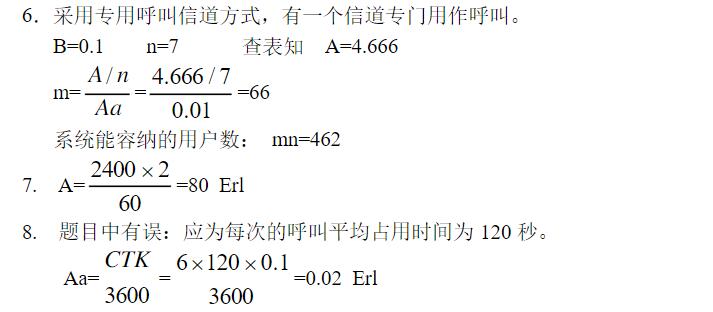 6. 采用专用呼叫信道方式，有一个信道专门用作呼叫。
B=0.1 n=7 查表知 A=4.666
m=\frac{A/n}{Aa}=\frac{4.666/7}{0.01}=66
系统能容纳的用户数： mn=462
7. A=\frac{2400×2}{60}=80 Erl
8. 题目中有误：应为每次的呼叫平均占用时间为 120 秒。
Aa=\frac{CTK}{3600}=\frac{6×120×0.1}{3600}=0.02 Erl